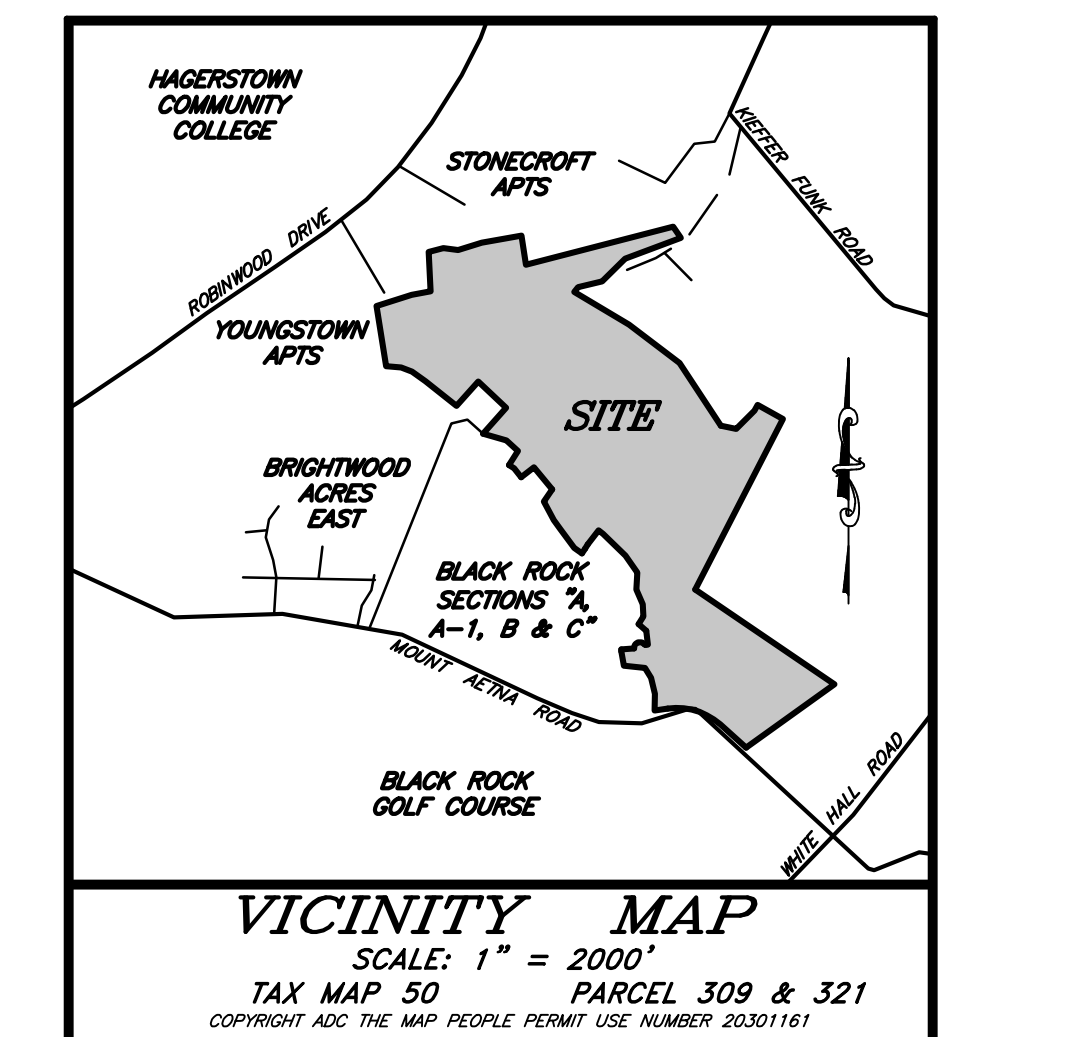 HAGERSTOWN
COMMUNITY
COLLEGE
STONECROFT
APTS
KIEFFER FUNK ROAD
ROBINWOOD DRIVE
YOUNGSTOWN
APTS
SITE
BRIGHTWOOD
ACRES
EAST
BLACK ROCK
SECTIONS "A,
A-1, B & C"
MOUNT AETNA ROAD
BLACK ROCK
GOLF COURSE
WHITE HALL ROAD
VICINITY MAP
SCALE: 1" = 2000'
TAX MAP 50 PARCEL 309 & 321
COPYRIGHT ADC THE MAP PEOPLE PERMIT USE NUMBER 20301161